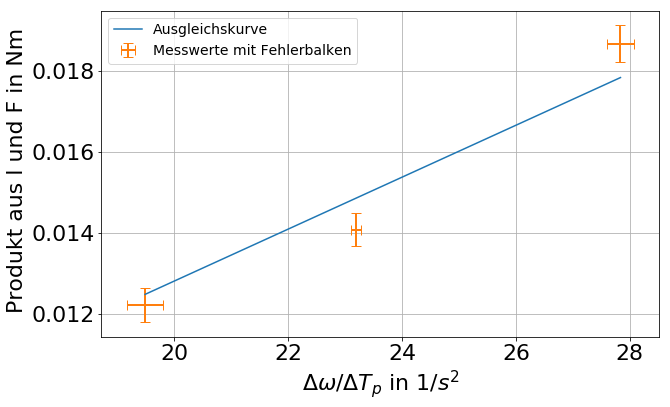 Ausgleichskurve
Messwerte mit Fehlerbalken
Produkt aus l und F in Nm
0.018
0.016
0.014
0.012
20 22 24 26 28
Δω/ΔT_p in 1/s²